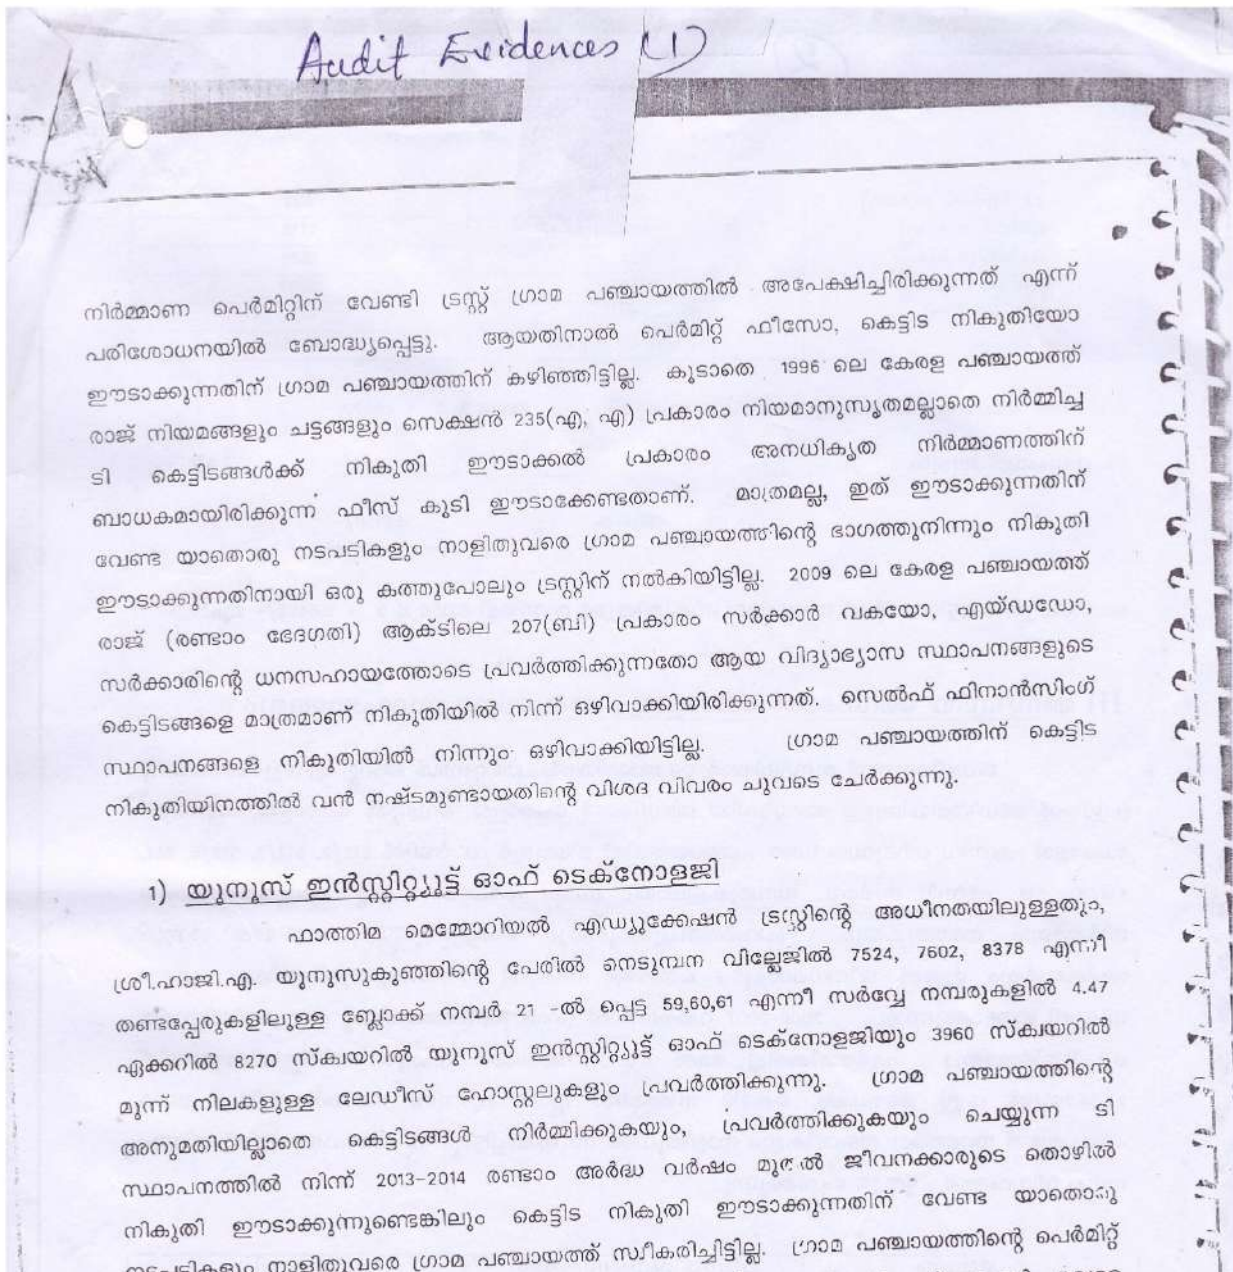 Audit Evidences (1)
നിർമ്മാണ പെർമിറ്റിന് വേണ്ടി ട്രസ്റ്റ് ഗ്രാമ പഞ്ചായത്തിൽ അപേക്ഷിച്ചിരിക്കുന്നത് എന്ന്
പരിശോധനയിൽ ബോദ്ധ്യപ്പെട്ടു. ആയതിനാൽ പെർമിറ്റ് ഫീസോ, കെട്ടിട നികുതിയോ
ഈടാക്കുന്നതിന് ഗ്രാമ പഞ്ചായത്തിന് കഴിഞ്ഞിട്ടില്ല. കൂടാതെ 1996 ലെ കേരള പഞ്ചായത്ത്
രാജ് നിയമങ്ങളും ചട്ടങ്ങളും സെക്ഷൻ 235(എ, എ) പ്രകാരം നിയമാനുസൃതമല്ലാതെ നിർമ്മിച്ച
ടി കെട്ടിടങ്ങൾക്ക് നികുതി ഈടാക്കൽ പ്രകാരം അനധികൃത നിർമ്മാണത്തിന്
ബാധകമായിരിക്കുന്ന ഫീസ് കൂടി ഈടാക്കേണ്ടതാണ്. മാത്രമല്ല, ഇത് ഈടാക്കുന്നതിന്
വേണ്ട യാതൊരു നടപടികളും നാളിതുവരെ ഗ്രാമ പഞ്ചായത്തിന്റെ ഭാഗത്തുനിന്നും നികുതി
ഈടാക്കുന്നതിനായി ഒരു കത്തുപോലും ട്രസ്റ്റിന് നൽകിയിട്ടില്ല. 2009 ലെ കേരള പഞ്ചായത്ത്
രാജ് (രണ്ടാം ഭേദഗതി) ആക്ടിലെ 207(ബി) പ്രകാരം സർക്കാർ വകയോ, എയ്ഡഡോ,
സർക്കാരിന്റെ ധനസഹായത്തോടെ പ്രവർത്തിക്കുന്നതോ ആയ വിദ്യാഭ്യാസ സ്ഥാപനങ്ങളുടെ
കെട്ടിടങ്ങളെ മാത്രമാണ് നികുതിയിൽ നിന്ന് ഒഴിവാക്കിയിരിക്കുന്നത്. സെൽഫ് ഫിനാൻസിംഗ്
സ്ഥാപനങ്ങളെ നികുതിയിൽ നിന്നും ഒഴിവാക്കിയിട്ടില്ല. ഗ്രാമ പഞ്ചായത്തിന് കെട്ടിട
നികുതിയിനത്തിൽ വൻ നഷ്ടമുണ്ടായതിന്റെ വിശദ വിവരം ചുവടെ ചേർക്കുന്നു.
1) യൂനുസ് ഇൻസ്റ്റിറ്റ്യൂട്ട് ഓഫ് ടെക്നോളജി
ഫാത്തിമ മെമ്മോറിയൽ എഡ്യൂക്കേഷൻ ട്രസ്റ്റിന്റെ അധീനതയിലുള്ളതും,
ശ്രീ.ഹാജി.എ. യൂനുസുകുഞ്ഞിന്റെ പേരിൽ നെടുമ്പന വില്ലേജിൽ 7524, 7602, 8378 എന്നീ
തണ്ടപ്പേരുകളിലുള്ള ബ്ലോക്ക് നമ്പർ 21 -ൽ പ്പെട്ട 59,60,61 എന്നീ സർവ്വേ നമ്പരുകളിൽ 4.47
ഏക്കറിൽ 8270 സ്ക്വയറിൽ യൂനുസ് ഇൻസ്റ്റിറ്റ്യൂട്ട് ഓഫ് ടെക്നോളജിയും 3960 സ്ക്വയറിൽ
മൂന്ന് നിലകളുള്ള ലേഡീസ് ഹോസ്റ്റലുകളും പ്രവർത്തിക്കുന്നു. ഗ്രാമ പഞ്ചായത്തിന്റെ
അനുമതിയില്ലാതെ കെട്ടിടങ്ങൾ നിർമ്മിക്കുകയും, പ്രവർത്തിക്കുകയും ചെയ്യുന്ന ടി
സ്ഥാപനത്തിൽ നിന്ന് 2013-2014 രണ്ടാം അർദ്ധ വർഷം മുതൽ ജീവനക്കാരുടെ തൊഴിൽ
നികുതി ഈടാക്കുന്നുണ്ടെങ്കിലും കെട്ടിട നികുതി ഈടാക്കുന്നതിന് വേണ്ട യാതൊരു
നടപടികളും നാളിതുവരെ ഗ്രാമ പഞ്ചായത്ത് സ്വീകരിച്ചിട്ടില്ല. ഗ്രാമ പഞ്ചായത്തിന്റെ പെർമിറ്റ്